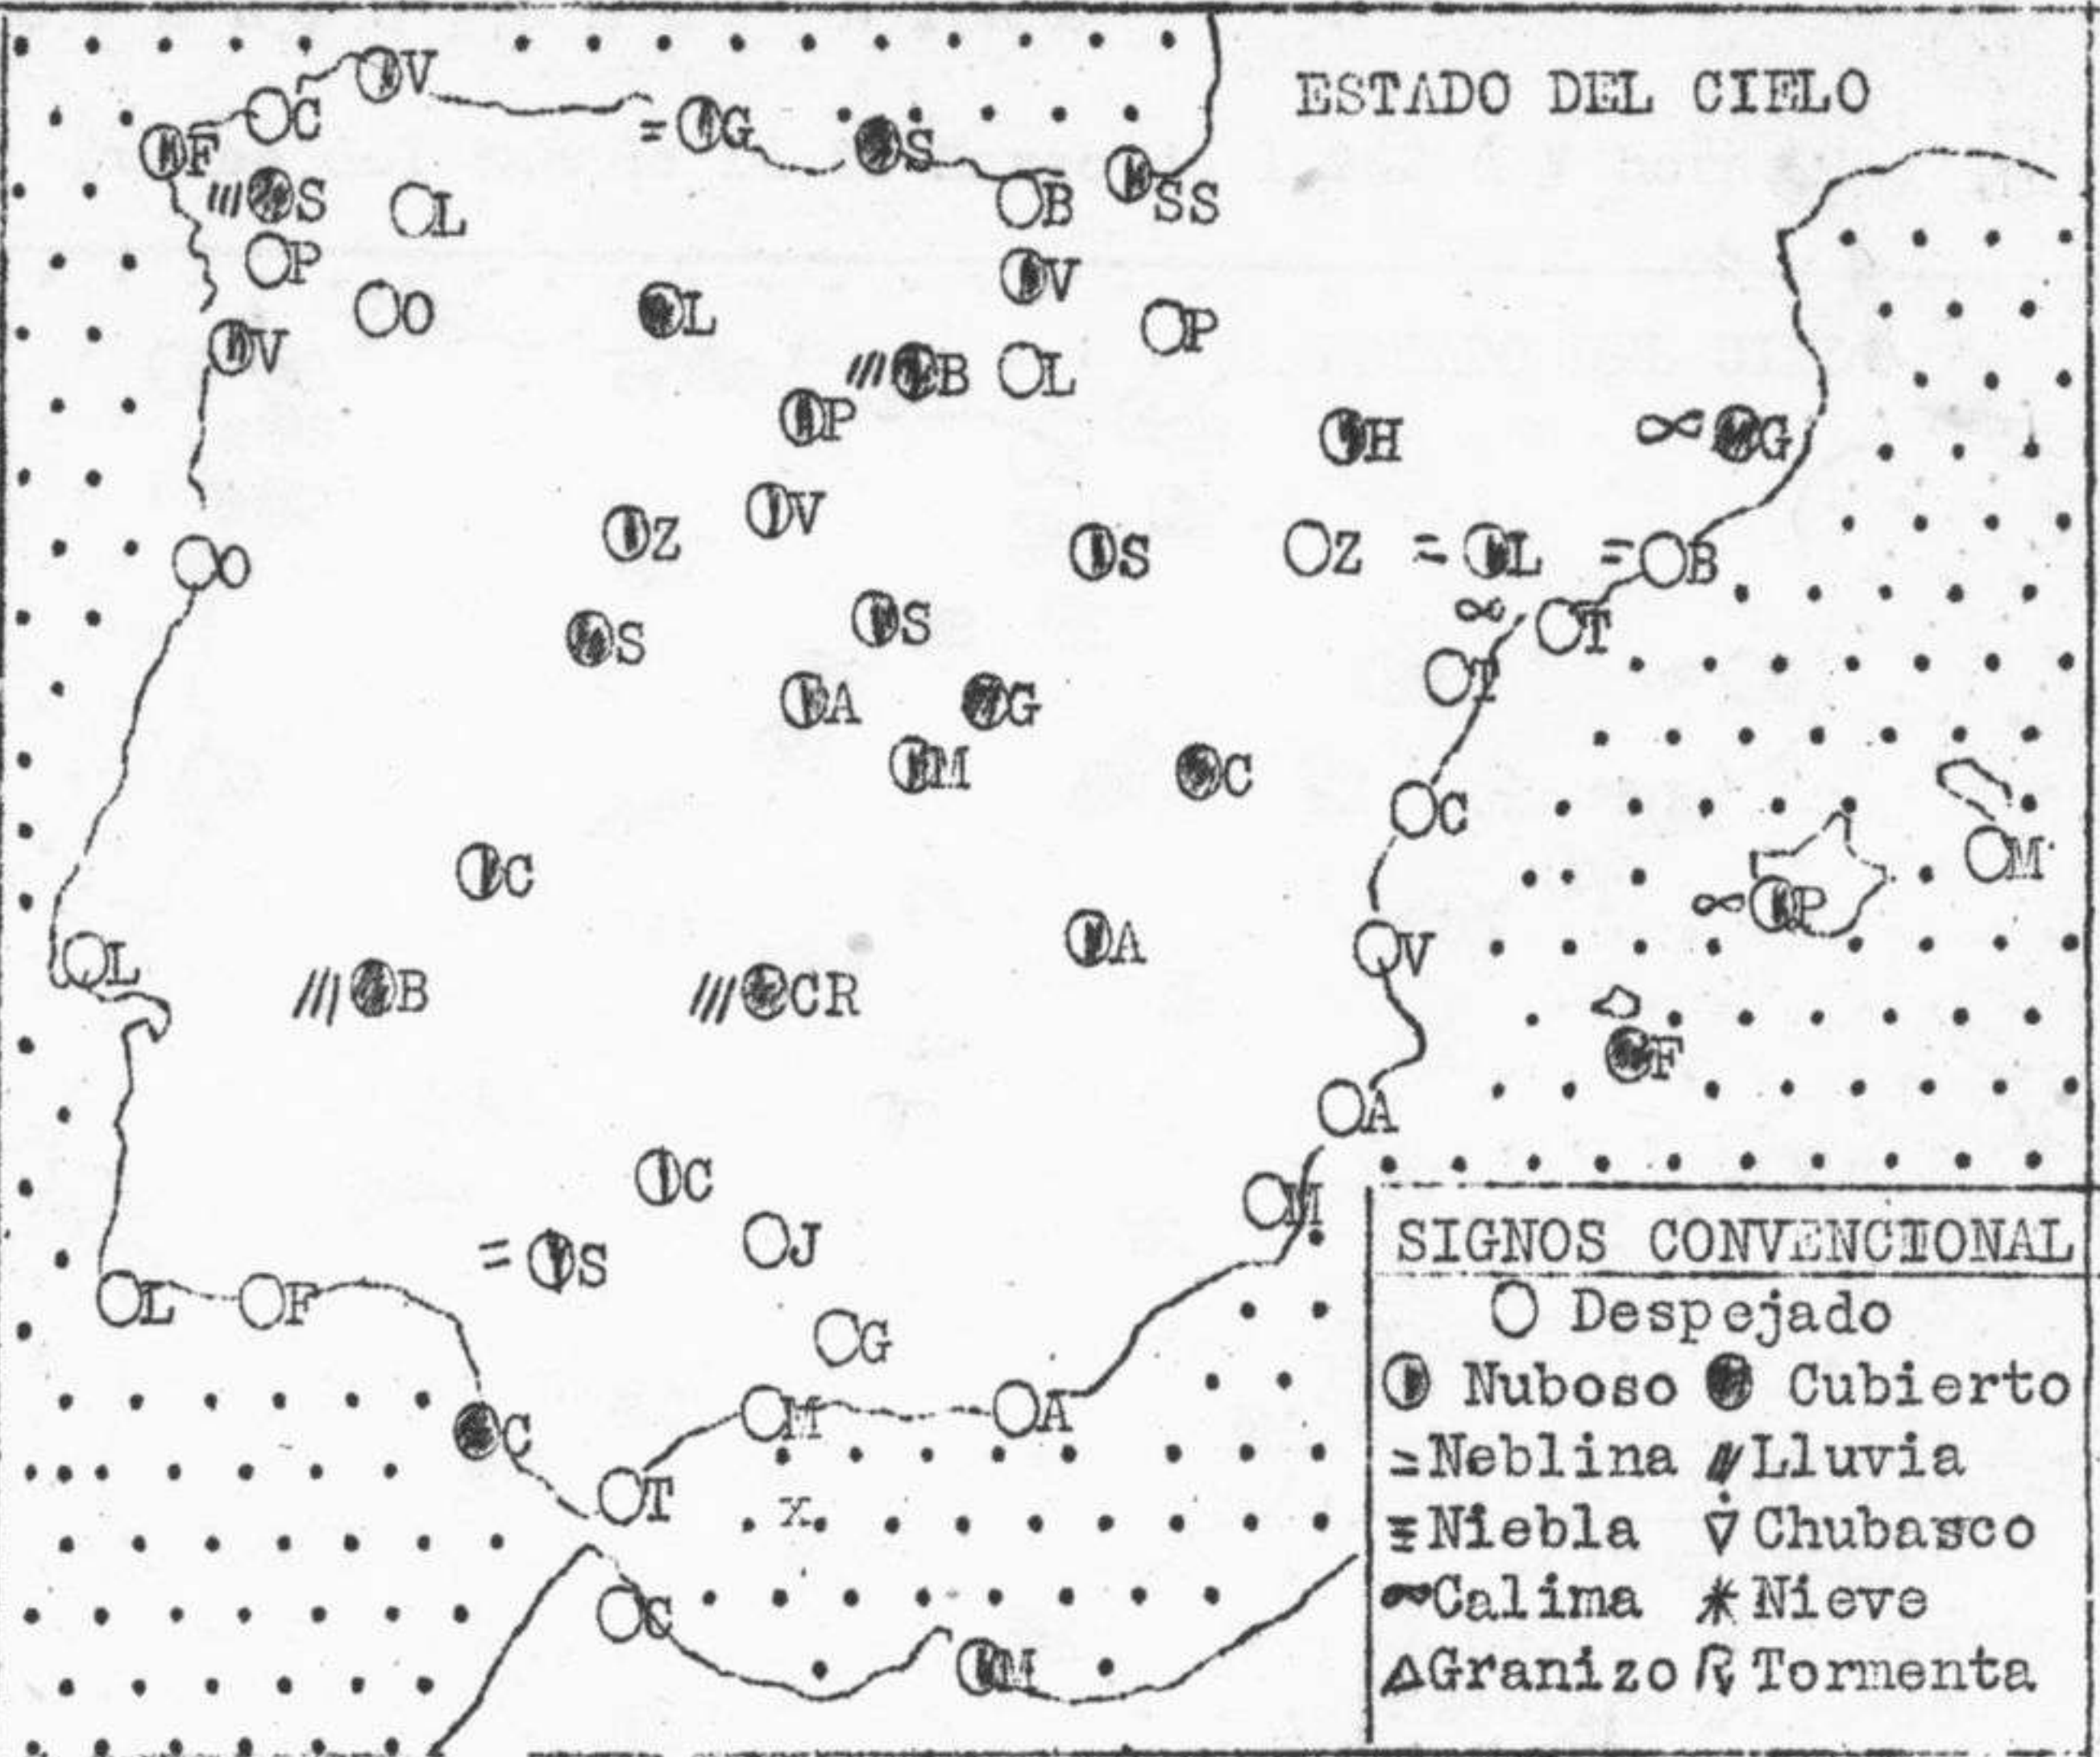 ESTADO DEL CIELO
V
C
F
G
S
S
SS
B
L
P
V
O
L
P
V
B
L
P
H
G
V
Z
S
Z
L
B
O
S
S
T
T
A
G
M
C
C
M
C
P
A
V
L
B
CR
F
A
C
M
J
S
L
F
G
M
A
C
T
x
C
M
SIGNOS CONVENCIONAL
Despejado
Nuboso Cubierto
Neblina Lluvia
Niebla Chubasco
Calima Nieve
Granizo Tormenta